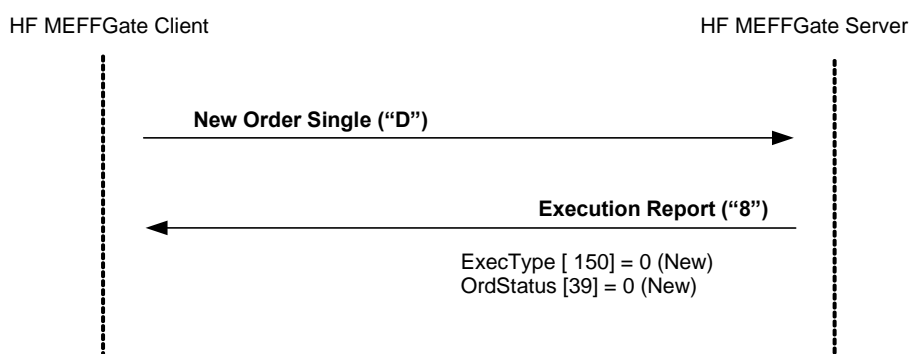 HF MEFFGate Client
HF MEFFGate Server
New Order Single (“D”)
Execution Report (“8”)
ExecType [ 150] = 0 (New)
OrdStatus [39] = 0 (New)